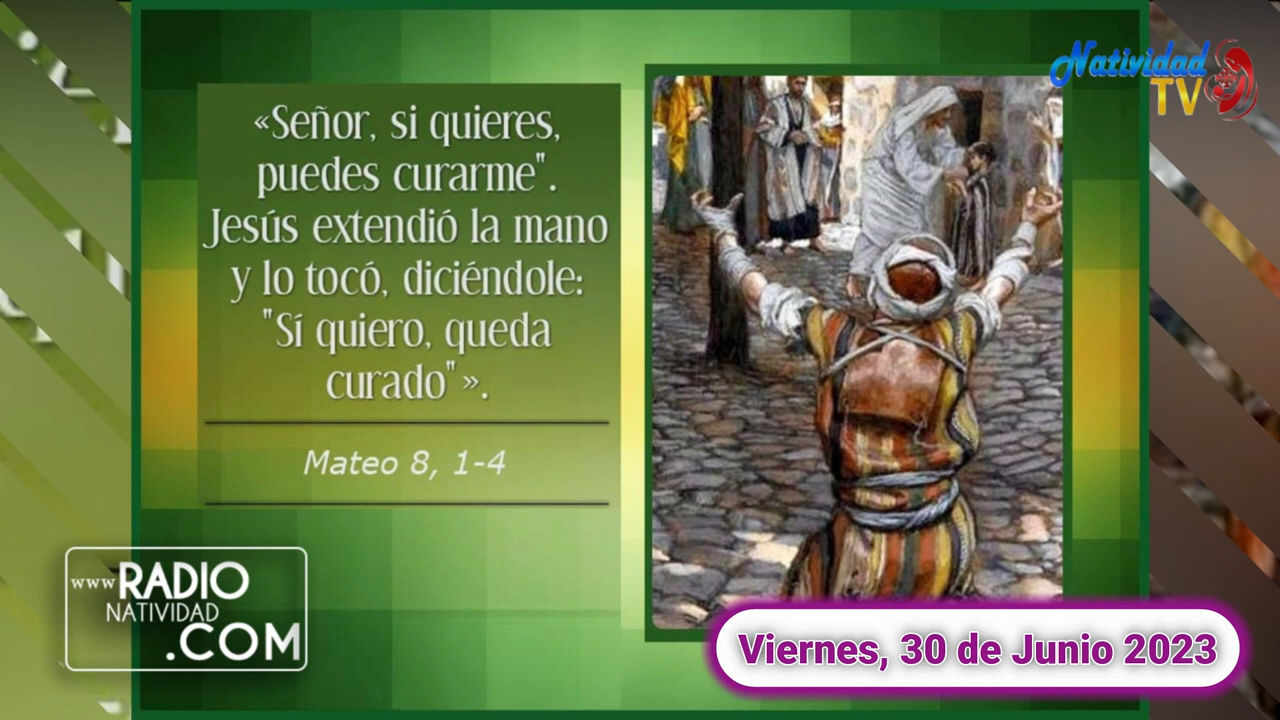 Natividad
TV
«Señor, si quieres,
puedes curarme".
Jesús extendió la mano
y lo tocó, diciéndole:
"Sí quiero, queda
curado"».
Mateo 8, 1-4
www RADIO
NATIVIDAD
.COM
Viernes, 30 de Junio 2023